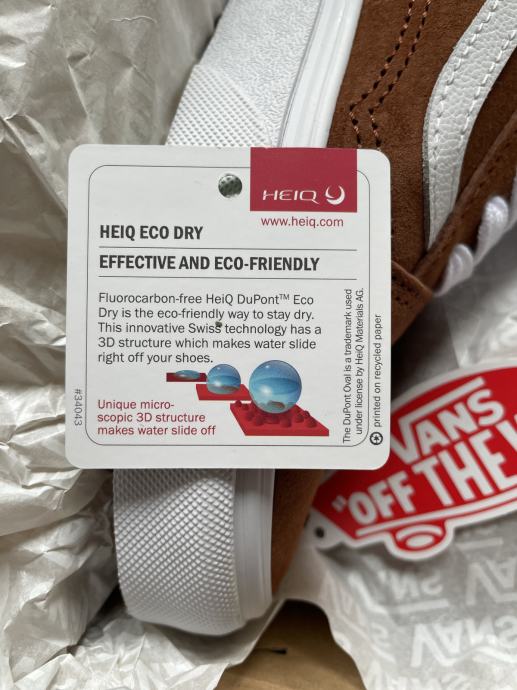 HEIQ
www.heiq.com
HEIQ ECO DRY
EFFECTIVE AND ECO-FRIENDLY
Fluorocarbon-free HeiQ DuPont™ Eco
Dry is the eco-friendly way to stay dry.
This innovative Swiss technology has a
3D structure which makes water slide
right off your shoes.
Unique micro-
scopic 3D structure
makes water slide off
#34043
The DuPont Oval is a trademark used
under license by HeiQ Materials AG.
printed on recycled paper
VANS
"OFF THE
VANS